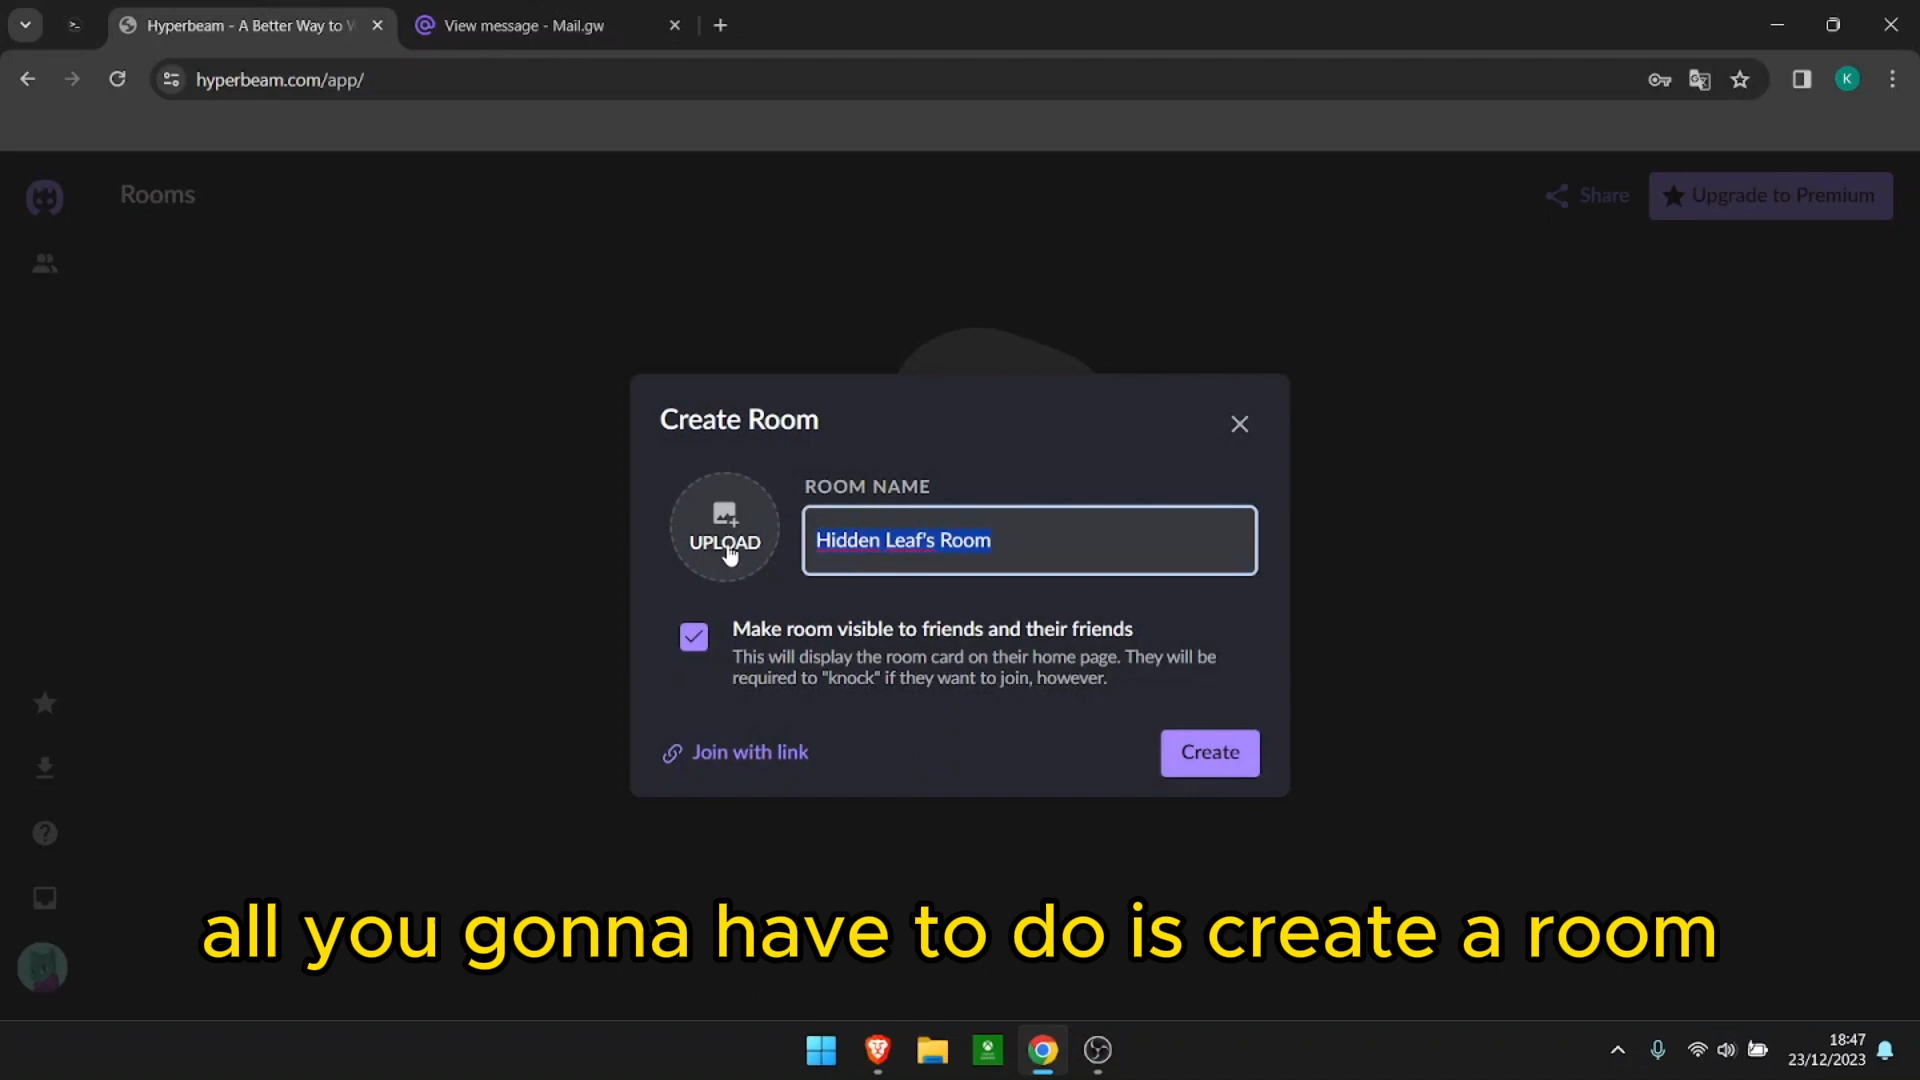 Hyperbeam - A Better Way to
View message - Mail.gw
hyperbeam.com/app/
K
Rooms
Share
Upgrade to Premium
Create Room
ROOM NAME
UPLOAD
Hidden Leaf's Room
Make room visible to friends and their friends
This will display the room card on their home page. They will be
required to "knock" if they want to join, however.
Join with link
Create
all you gonna have to do is create a room
18:47
23/12/2023